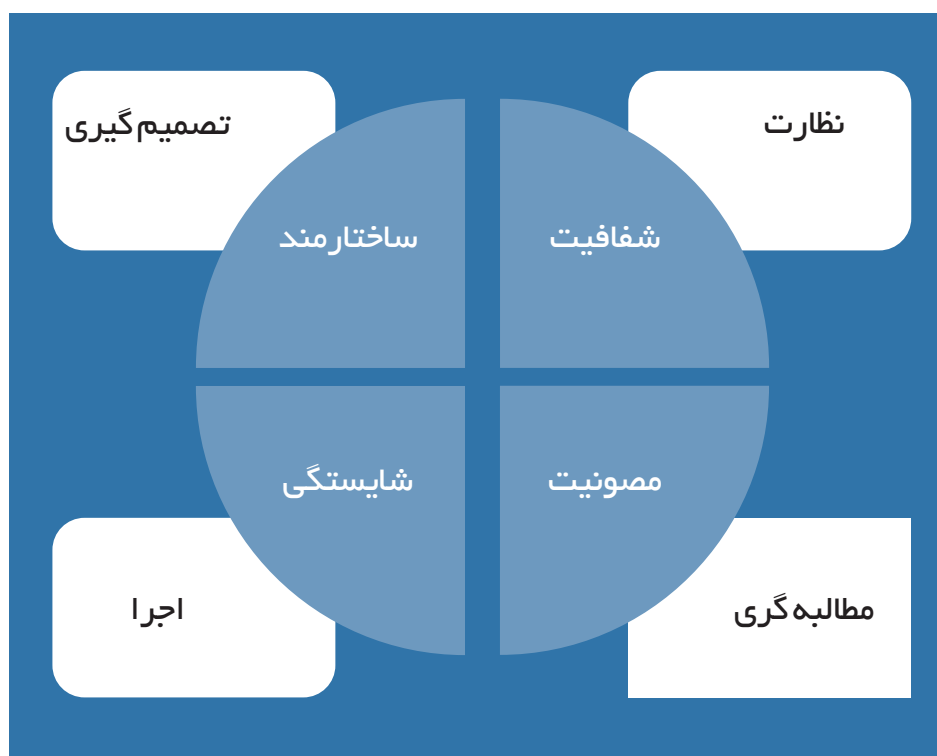 نظارت
تصمیم‌گیری
شفافیت
ساختارمند
مصونیت
شایستگی
مطالبه‌گری
اجرا